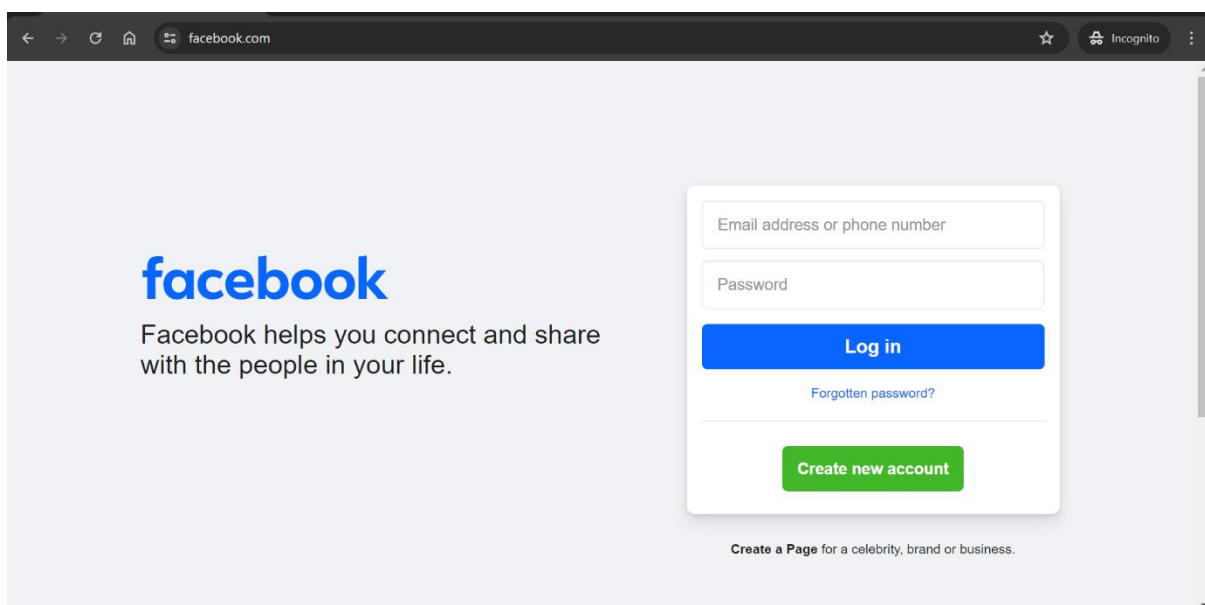 facebook.com
Incognito
facebook
Facebook helps you connect and share
with the people in your life.
Email address or phone number
Password
Log in
Forgotten password?
Create new account
Create a Page for a celebrity, brand or business.